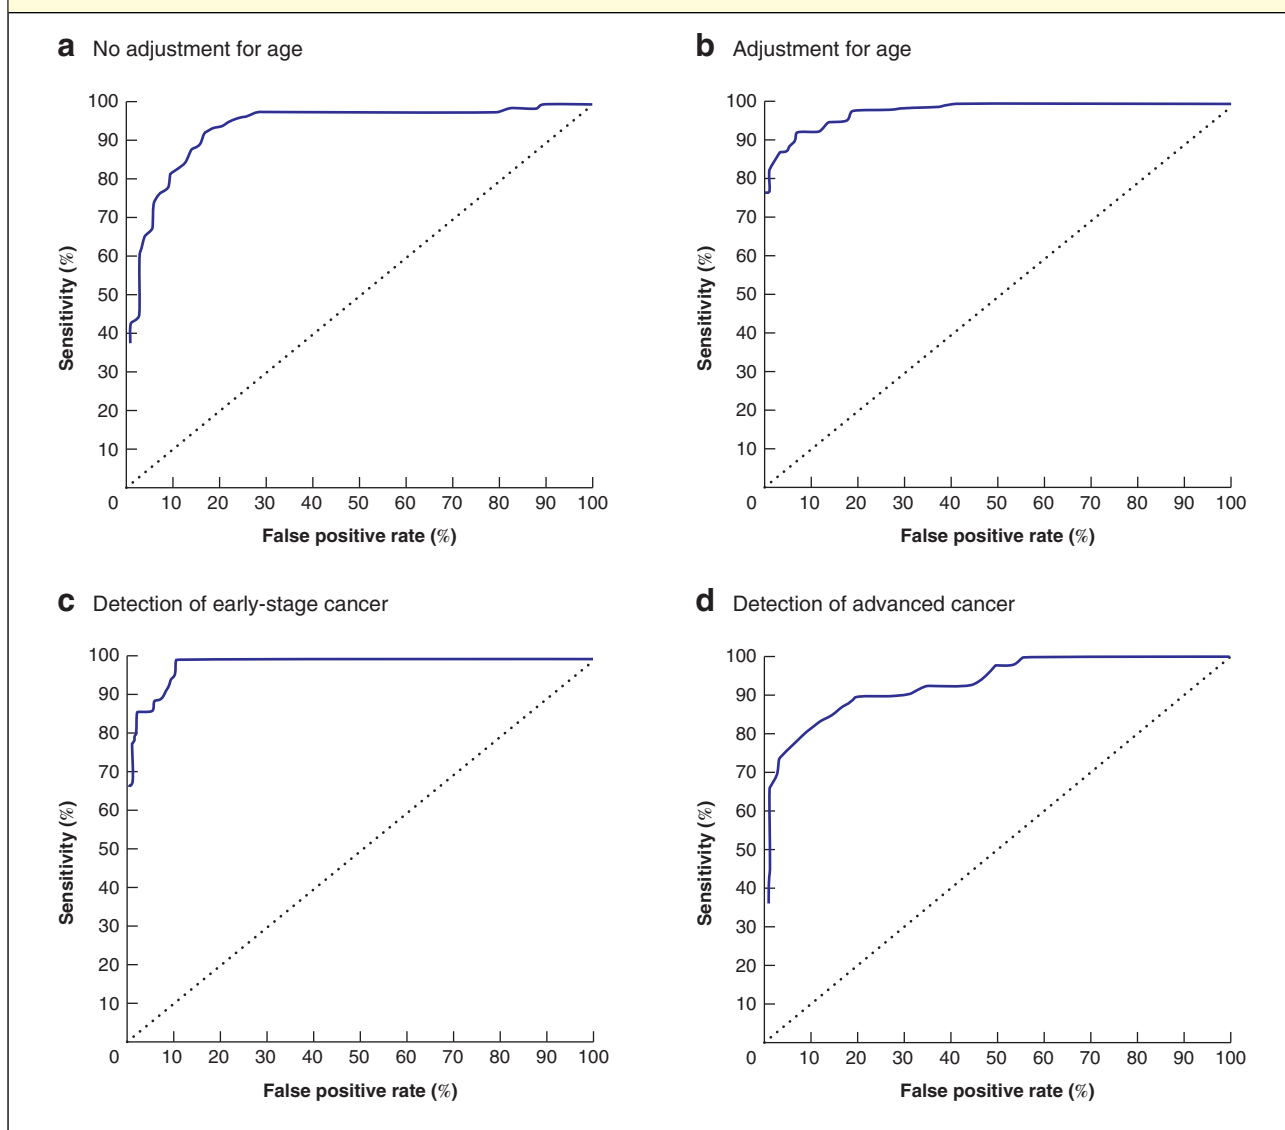 a No adjustment for age
100
90
80
70
60
50
40
30
20
10
Sensitivity (%)
0 10 20 30 40 50 60 70 80 90 100
False positive rate (%)
b Adjustment for age
100
90
80
70
60
50
40
30
20
10
Sensitivity (%)
0 10 20 30 40 50 60 70 80 90 100
False positive rate (%)
c Detection of early-stage cancer
100
90
80
70
60
50
40
30
20
10
Sensitivity (%)
0 10 20 30 40 50 60 70 80 90 100
False positive rate (%)
d Detection of advanced cancer
100
90
80
70
60
50
40
30
20
10
Sensitivity (%)
0 10 20 30 40 50 60 70 80 90 100
False positive rate (%)